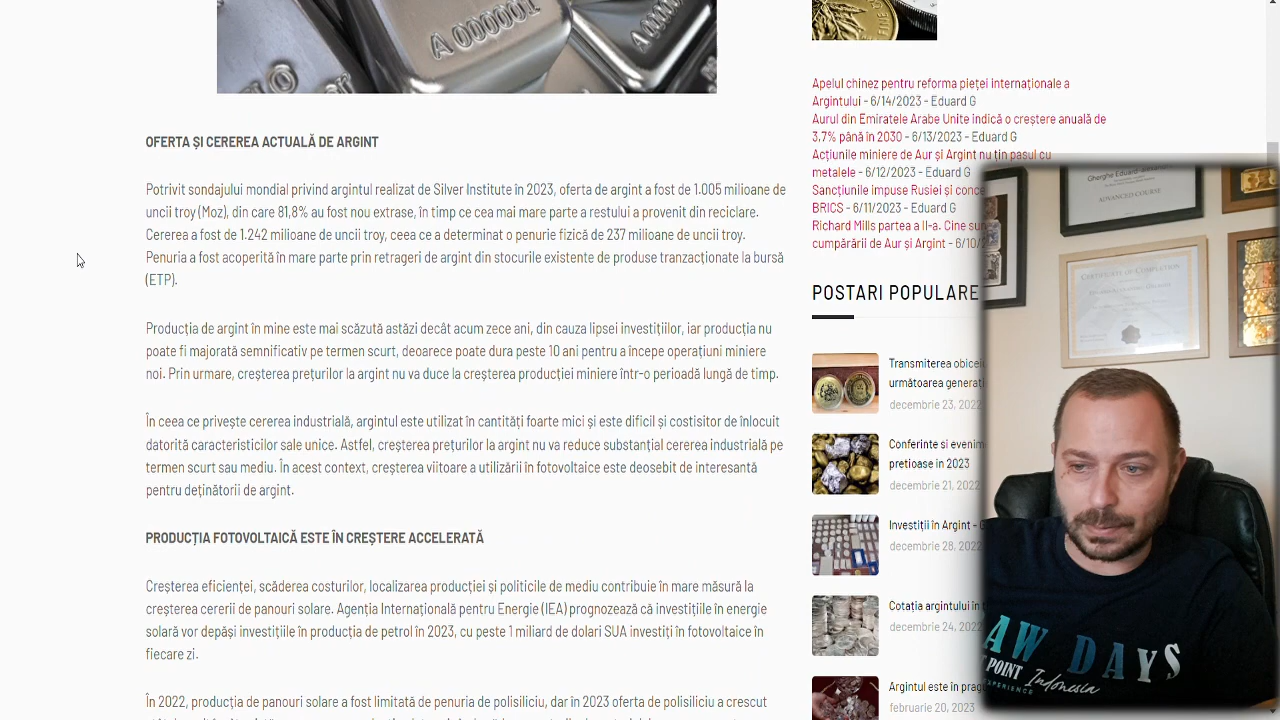 A 000001
OFERTA ȘI CEREREA ACTUALĂ DE ARGINT
Potrivit sondajului mondial privind argintul realizat de Silver Institute în 2023, oferta de argint a fost de 1.005 milioane de
uncii troy (Moz), din care 81,8% au fost nou extrase, în timp ce cea mai mare parte a restului a provenit din reciclare.
Cererea a fost de 1.242 milioane de uncii troy, ceea ce a determinat o penurie fizică de 237 milioane de uncii troy.
Penuria a fost acoperită în mare parte prin retrageri de argint din stocurile existente de produse tranzacționate la bursă
(ETP).
Producția de argint în mine este mai scăzută astăzi decât acum zece ani, din cauza lipsei investițiilor, iar producția nu
poate fi majorată semnificativ pe termen scurt, deoarece poate dura peste 10 ani pentru a începe operațiuni miniere
noi. Prin urmare, creșterea prețurilor la argint nu va duce la creșterea producției miniere într-o perioadă lungă de timp.
În ceea ce privește cererea industrială, argintul este utilizat în cantități foarte mici și este dificil și costisitor de înlocuit
datorită caracteristicilor sale unice. Astfel, creșterea prețurilor la argint nu va reduce substanțial cererea industrială pe
termen scurt sau mediu. În acest context, creșterea viitoare a utilizării în fotovoltaice este deosebit de interesantă
pentru deținătorii de argint.
PRODUCȚIA FOTOVOLTAICĂ ESTE ÎN CREȘTERE ACCELERATĂ
Creșterea eficienței, scăderea costurilor, localizarea producției și politicile de mediu contribuie în mare măsură la
creșterea cererii de panouri solare. Agenția Internațională pentru Energie (IEA) prognozează că investițiile în energie
solară vor depăși investițiile în producția de petrol în 2023, cu peste 1 miliard de dolari SUA investiți în fotovoltaice în
fiecare zi.
În 2022, producția de panouri solare a fost limitată de penuria de polisiliciu, dar în 2023 oferta de polisiliciu a crescut
Apelul chinez pentru reforma pieței internaționale a
Argintului - 6/14/2023 - Eduard G
Aurul din Emiratele Arabe Unite indică o creștere anuală de
3,7% până în 2030 - 6/13/2023 - Eduard G
Acțiunile miniere de Aur și Argint nu țin pasul cu
metalele - 6/12/2023 - Eduard G
Sancțiunile impuse Rusiei și
BRICS - 6/11/2023 - Eduard G
Richard Mills partea a II-a. Cine
cumpărării de Aur și Argint - 6/10/
POSTARI POPULARE
Transmiterea
următoarea
decembrie 23, 2022
Conferinte si
pretioase in 2023
decembrie 21, 2022
Investiții în Argint -
decembrie 28, 2022
Cotația argintului în
decembrie 24, 2022
Argintul este în
februarie 20, 2023
Gherghe Eduard
ADVANCED COURSE
CERTIFICATE OF COMPLETION
AW DAYS
POINT
EXPERIENCE
Indonesia